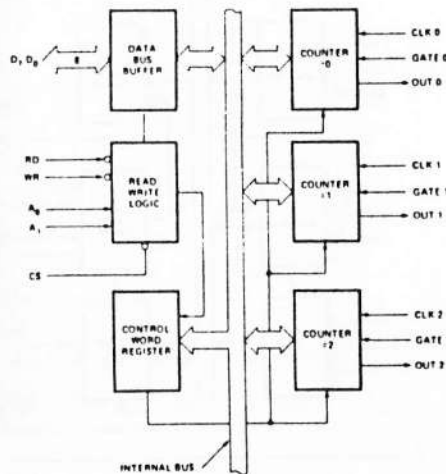 D7 D0
8
DATA
BUS
BUFFER
COUNTER
=0
CLK 0
GATE 0
OUT 0
RD
WR
A0
A1
READ
WRITE
LOGIC
CS
COUNTER
=1
CLK 1
GATE 1
OUT 1
CONTROL
WORD
REGISTER
COUNTER
=2
CLK 2
GATE
OUT 2
INTERNAL BUS